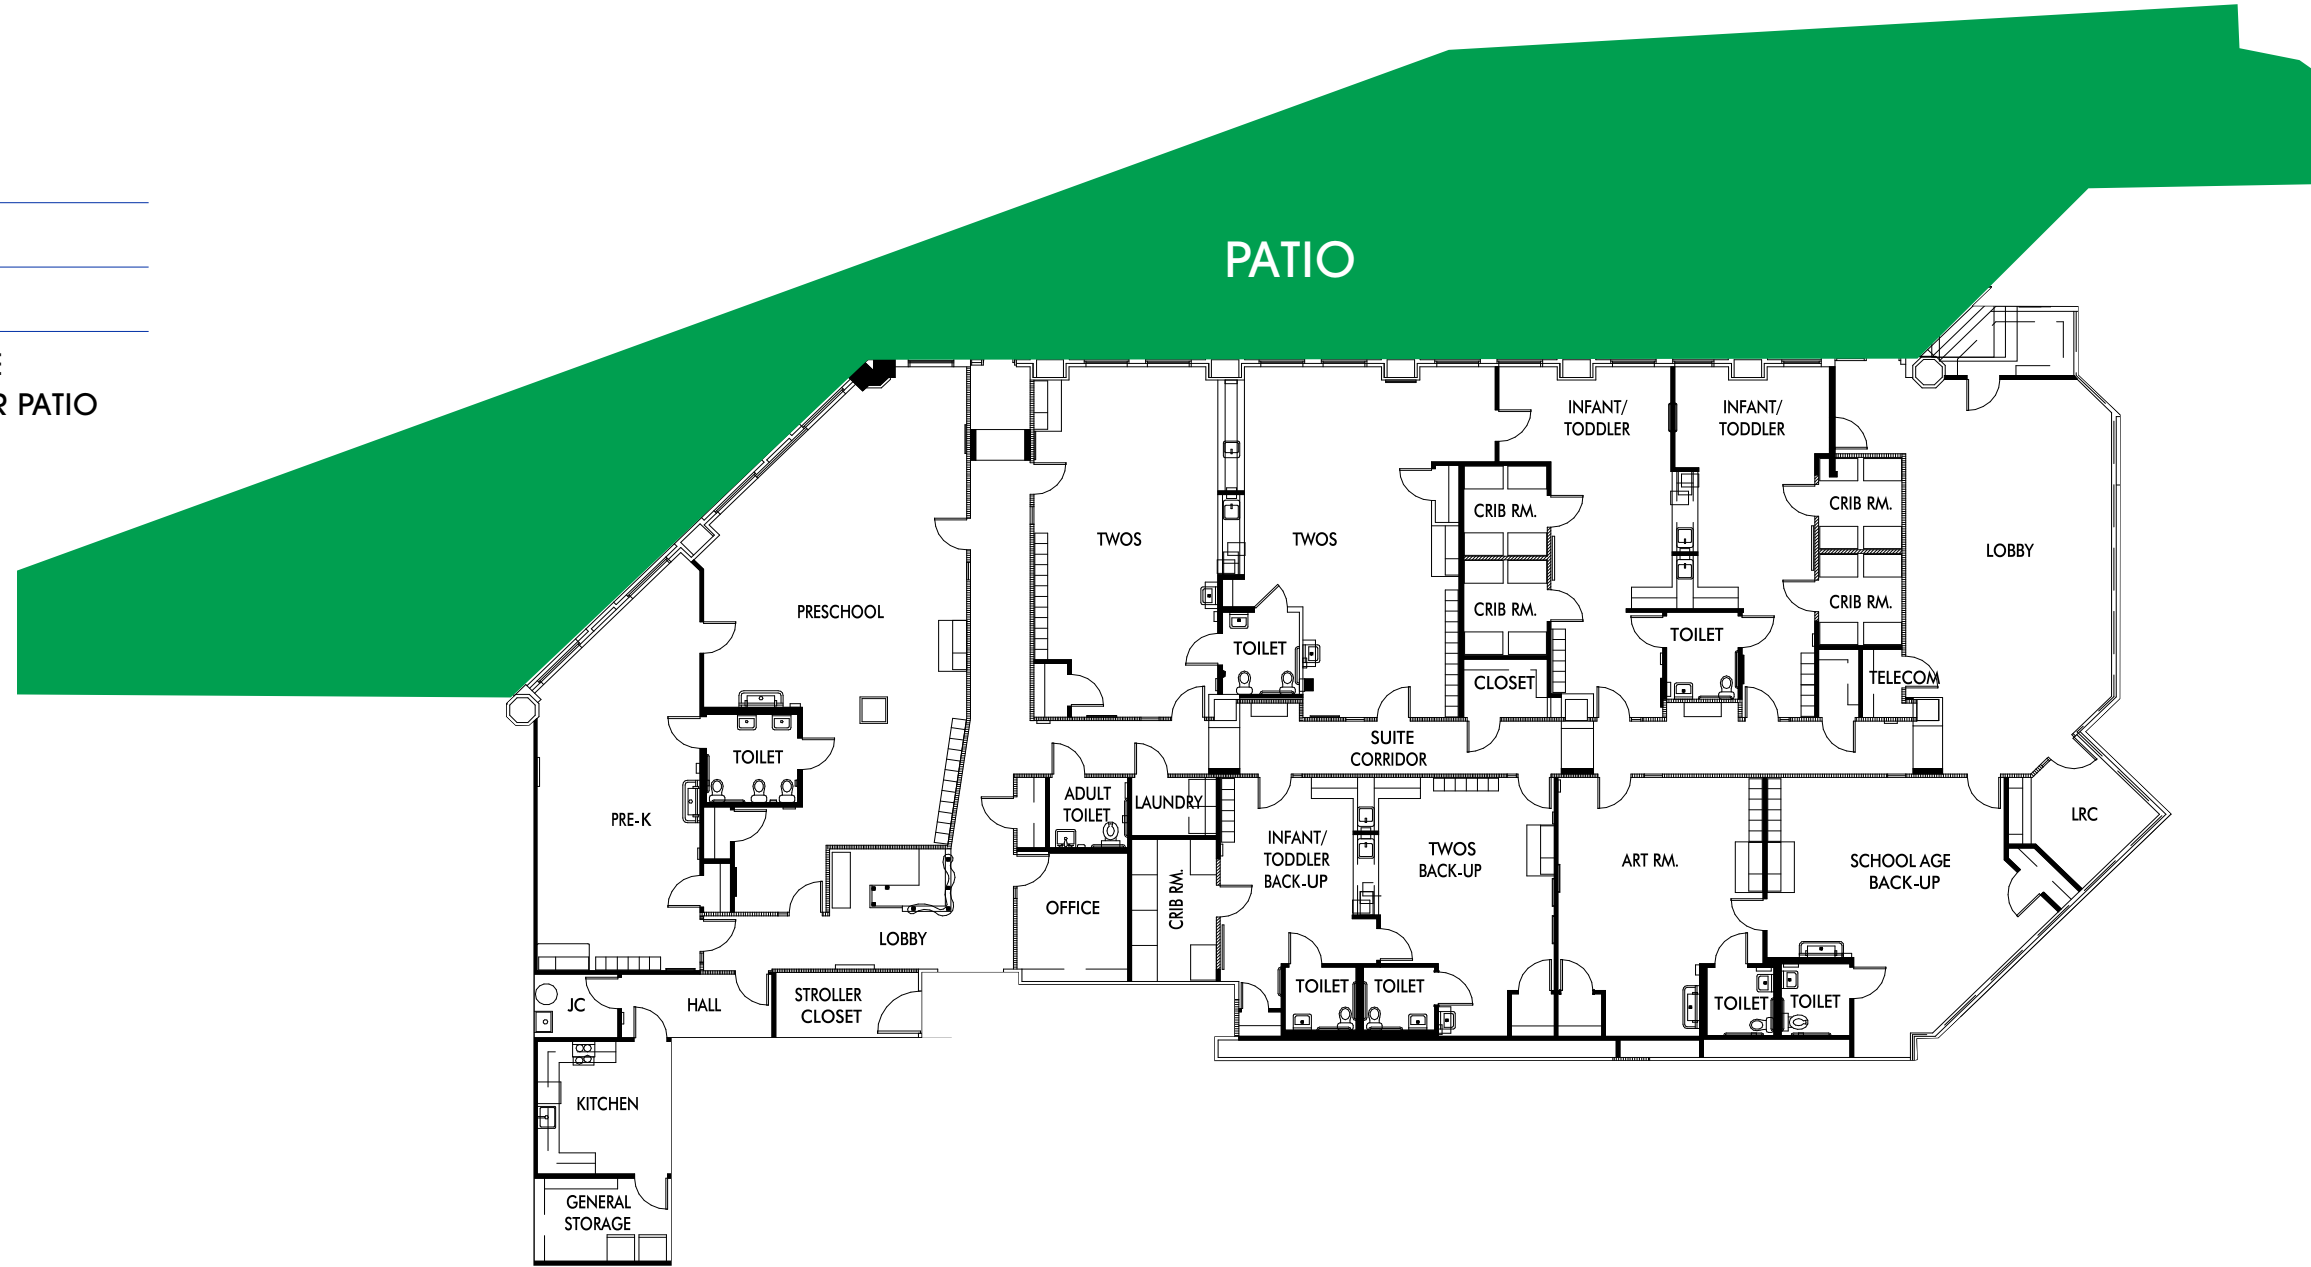 PATIO
E
R PATIO
INFANT/
TODDLER
INFANT/
TODDLER
CRIB RM.
CRIB RM.
TWOS
TWOS
LOBBY
CRIB RM.
CRIB RM.
PRESCHOOL
TOILET
TOILET
CLOSET
TELECOM
SUITE
CORRIDOR
TOILET
ADULT
TOILET
LAUNDRY
PRE-K
LRC
INFANT/
TODDLER
BACK-UP
TWOS
BACK-UP
ART RM.
SCHOOL AGE
BACK-UP
CRIB RM.
OFFICE
LOBBY
TOILET
TOILET
TOILET
TOILET
JC
HALL
STROLLER
CLOSET
KITCHEN
GENERAL
STORAGE